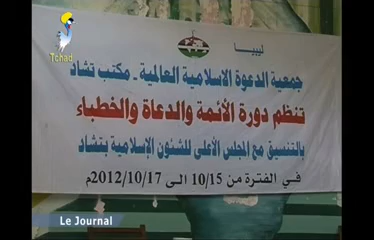 Tchad
ليبيا
جمعية الدعوة الاسلامية العالمية - مكتب تشاد
تنظم دورة الأئمة والدعاة والخطباء
بالتنسيق مع المجلس الأعلى للشئون الإسلامية بتشاد
في الفترة من 10/15 الى 2012/10/17م
Le Journal